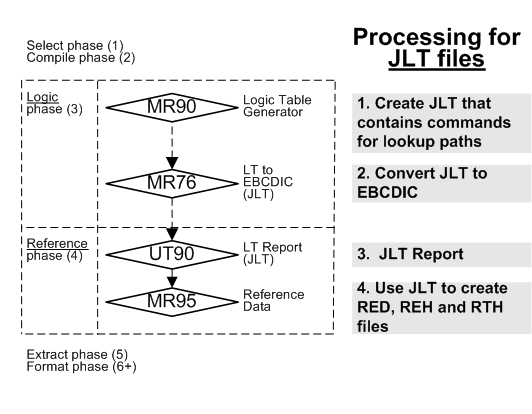 Processing for
JLT files
Select phase (1)
Compile phase (2)
Logic
phase (3)
MR90
Logic Table
Generator
1. Create JLT that
contains commands
for lookup paths
MR76
LT to
EBCDIC
(JLT)
2. Convert JLT to
EBCDIC
Reference
phase (4)
UT90
LT Report
(JLT)
3.  JLT Report
MR95
Reference
Data
4. Use JLT to create
RED, REH and RTH
files
Extract phase (5)
Format phase (6+)